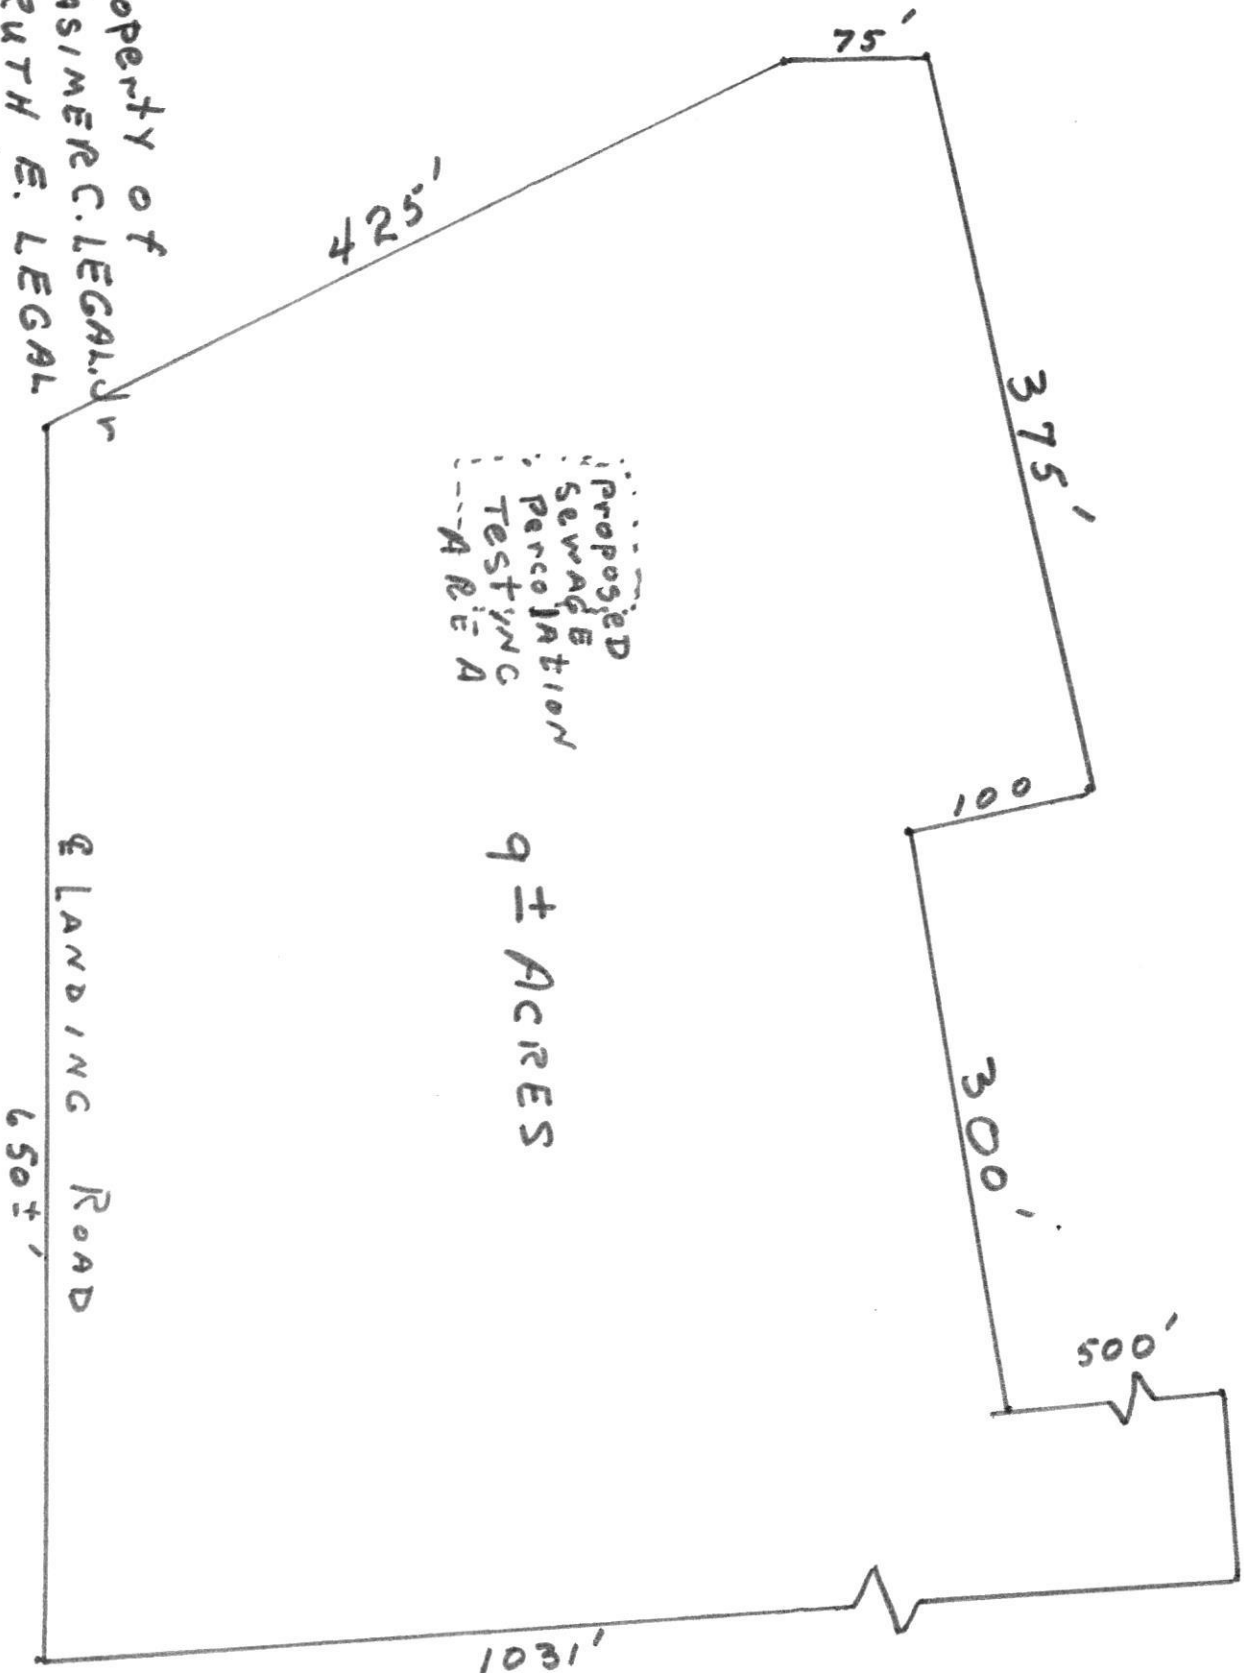 75'
425'
375'
100
300'
500'
1031'
650±'
℄ LANDING ROAD
9 ± ACRES
PROPOSED
SEWAGE
PERCOLATION
TESTING
AREA
operty of
ASIMER C. LEGAL. Jr
RUTH E. LEGAL